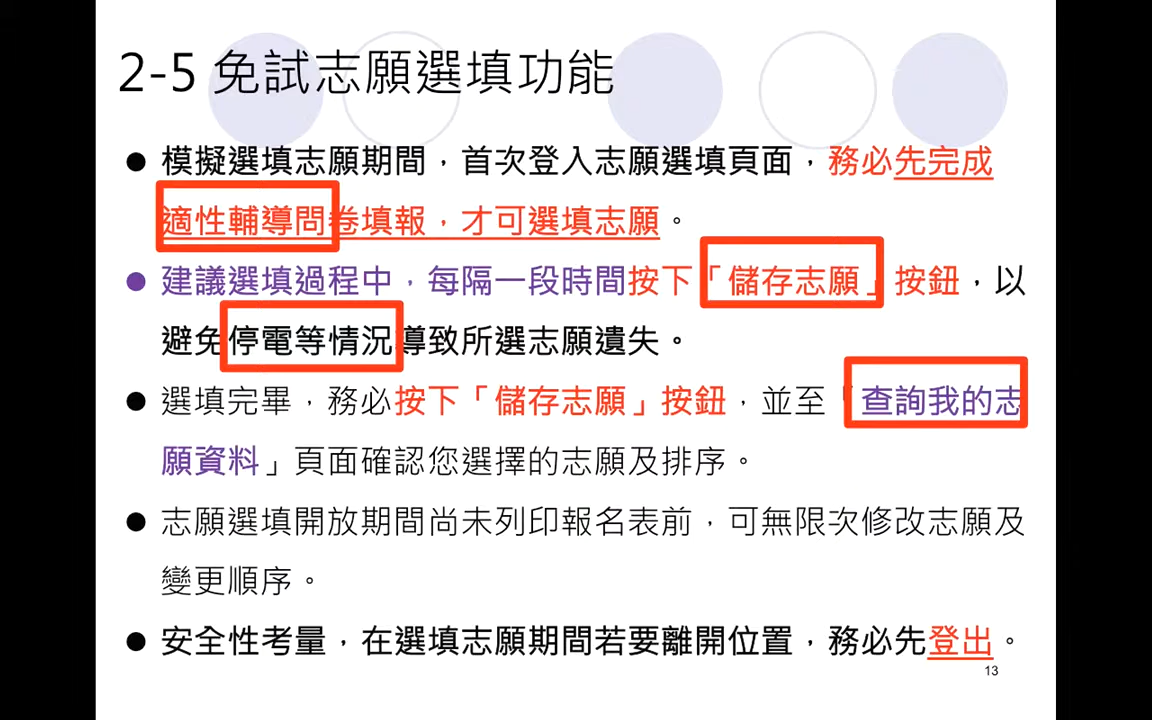 2-5 免試志願選填功能
● 模擬選填志願期間，首次登入志願選填頁面，務必先完成
適性輔導問卷填報，才可選填志願。
● 建議選填過程中，每隔一段時間按下「儲存志願」按鈕，以
避免停電等情況導致所選志願遺失。
● 選填完畢，務必按下「儲存志願」按鈕，並至「查詢我的志
願資料」頁面確認您選擇的志願及排序。
● 志願選填開放期間尚未列印報名表前，可無限次修改志願及
變更順序。
● 安全性考量，在選填志願期間若要離開位置，務必先登出。
13